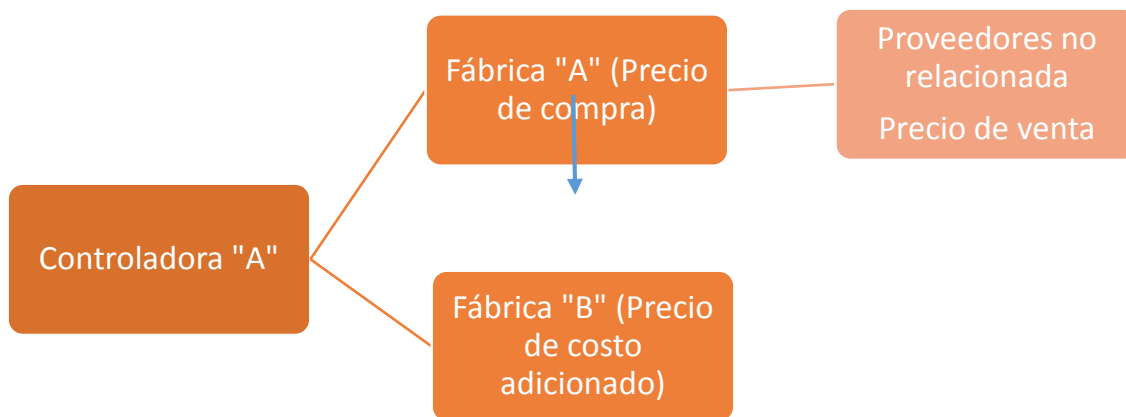 Controladora "A"
Fábrica "A" (Precio
de compra)
Proveedores no
relacionada
Precio de venta
Fábrica "B" (Precio
de costo
adicionado)